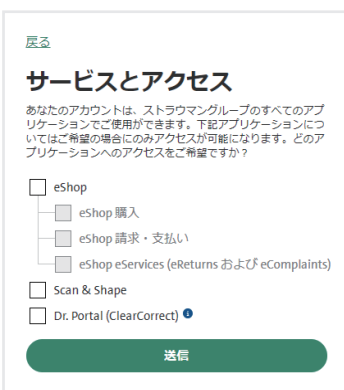 戻る
サービスとアクセス
あなたのアカウントは、ストラウマングループのすべてのアプ
リケーションでご使用ができます。下記アプリケーションにつ
いてはご希望の場合にのみアクセスが可能になります。どのア
プリケーションへのアクセスをご希望ですか？
eShop
eShop 購入
eShop 請求・支払い
eShop eServices (eReturns および eComplaints)
Scan & Shape
Dr. Portal (ClearCorrect)
送信